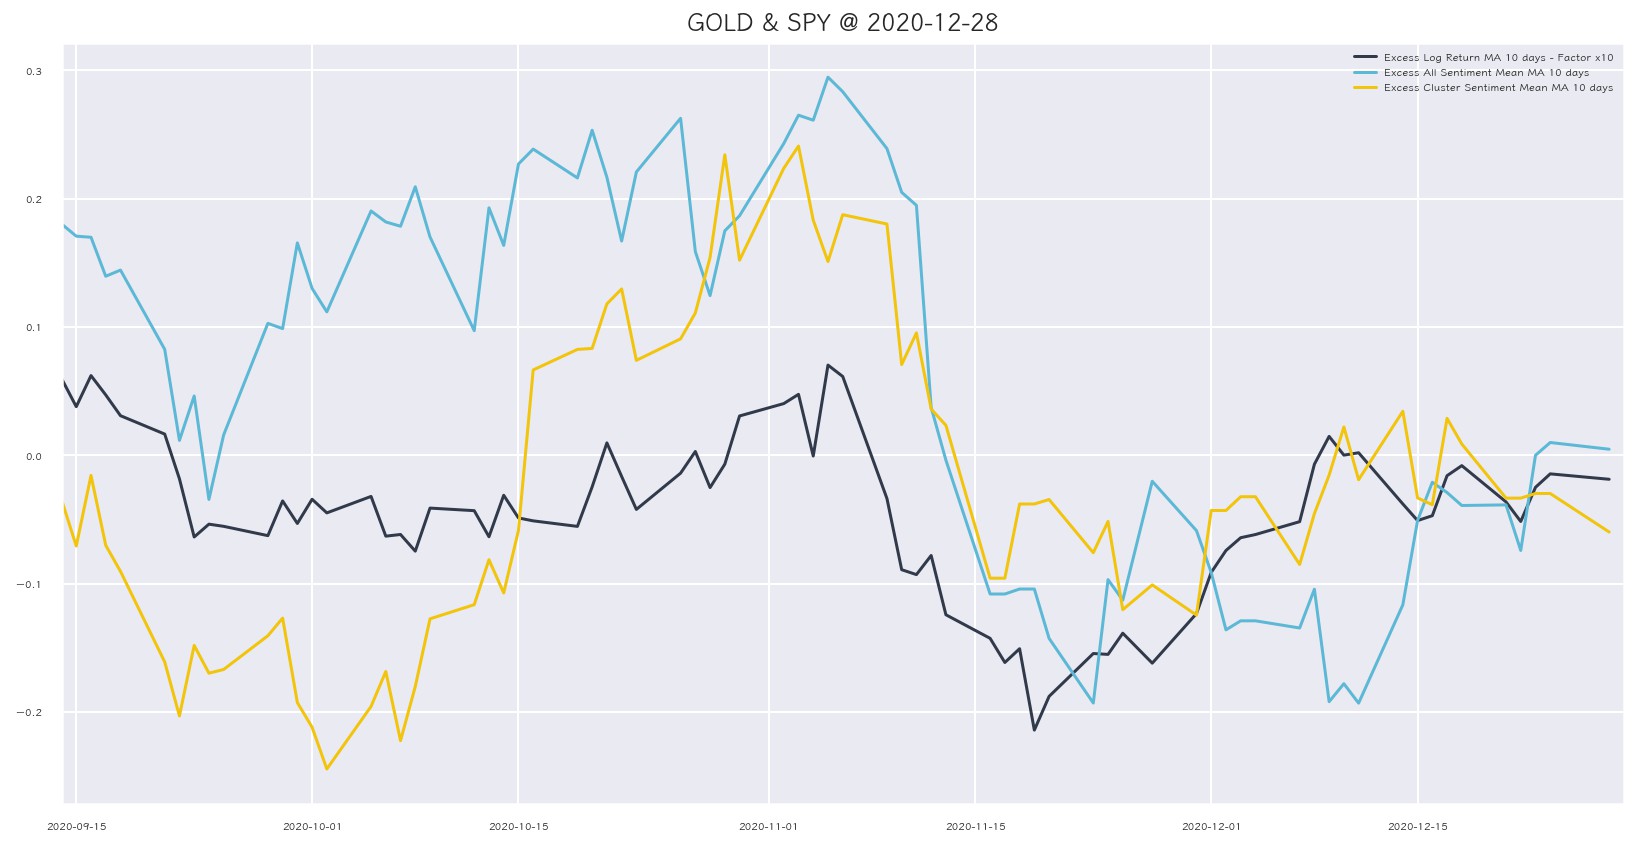 GOLD & SPY @ 2020-12-28
Excess Log Return MA 10 days - Factor x10
Excess All Sentiment Mean MA 10 days
Excess Cluster Sentiment Mean MA 10 days
0.3
0.2
0.1
0.0
−0.1
−0.2
2020-09-15 2020-10-01 2020-10-15 2020-11-01 2020-11-15 2020-12-01 2020-12-15